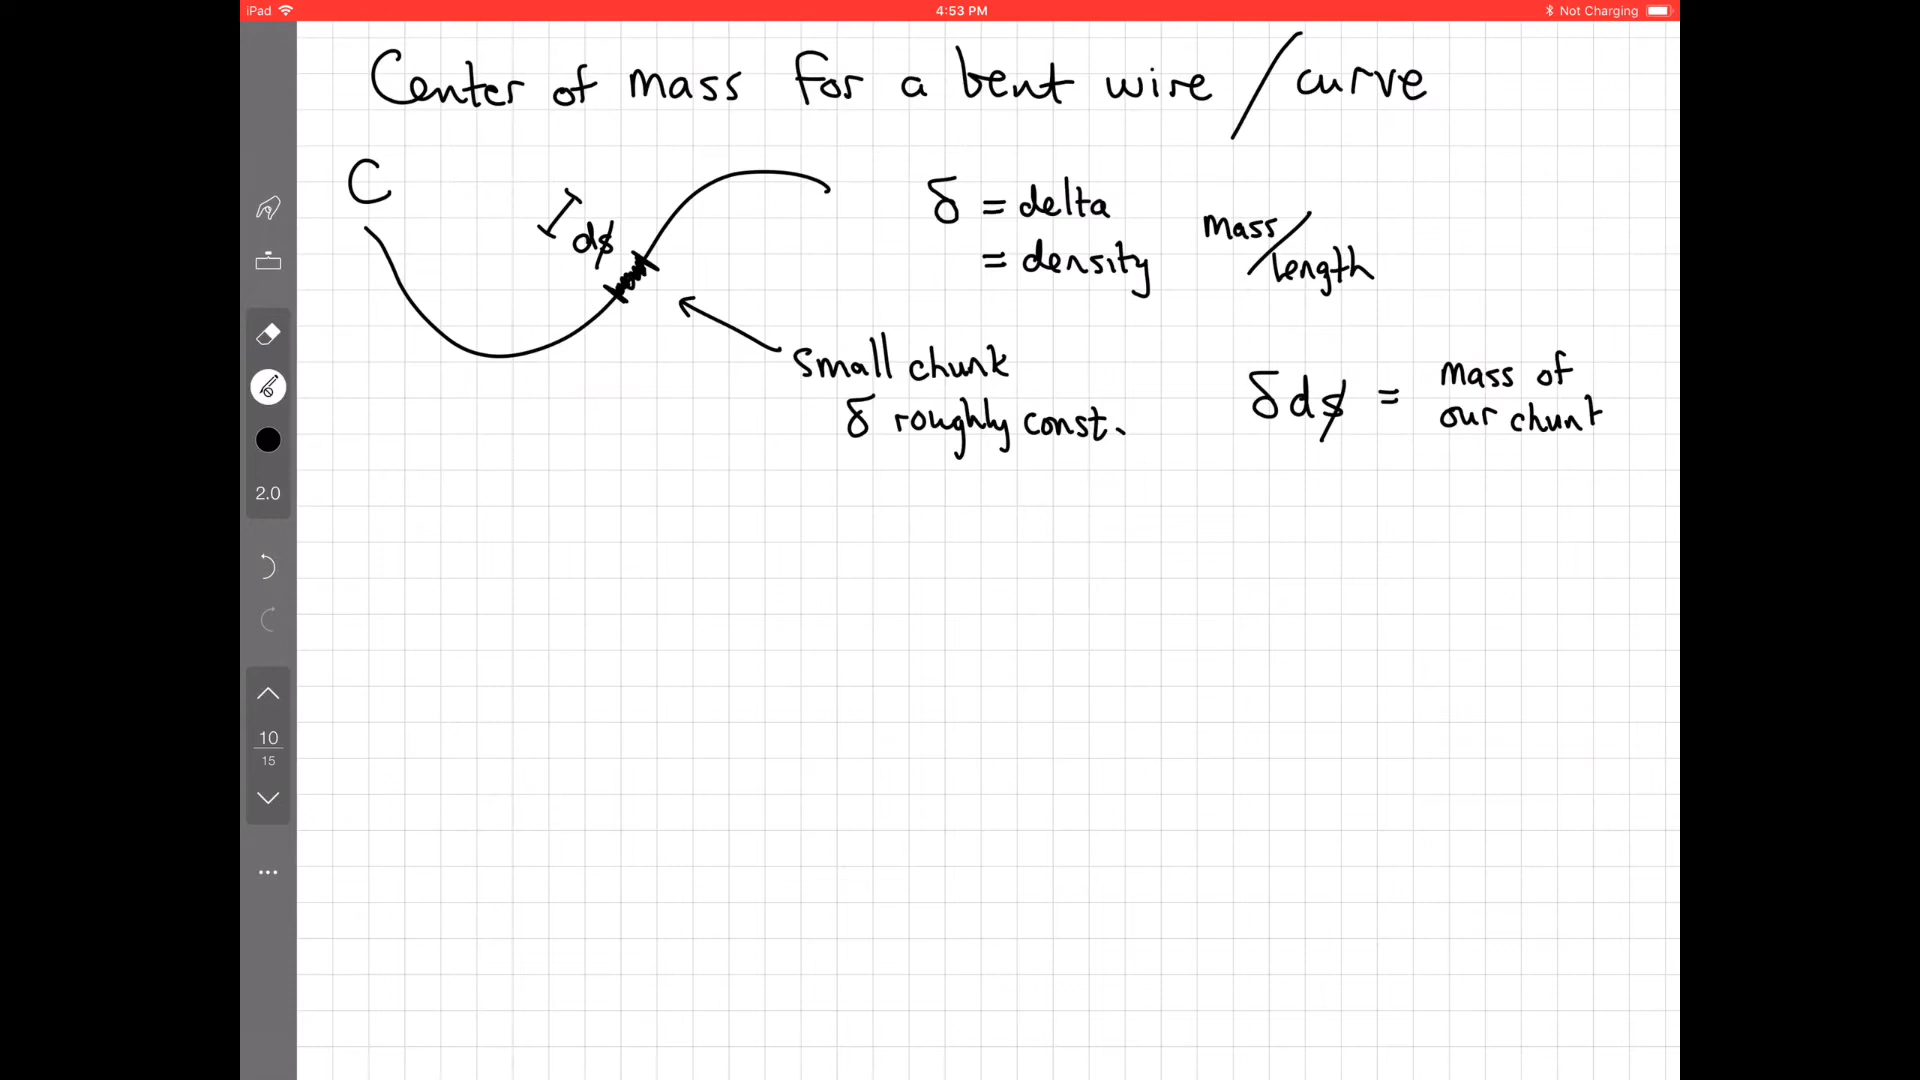 iPad
4:53 PM
Not Charging
Center of mass for a bent wire / curve
C
ds
δ = delta
= density
mass / length
small chunk
δ roughly const.
δ ds =
mass of
our chunt
2.0
10
15